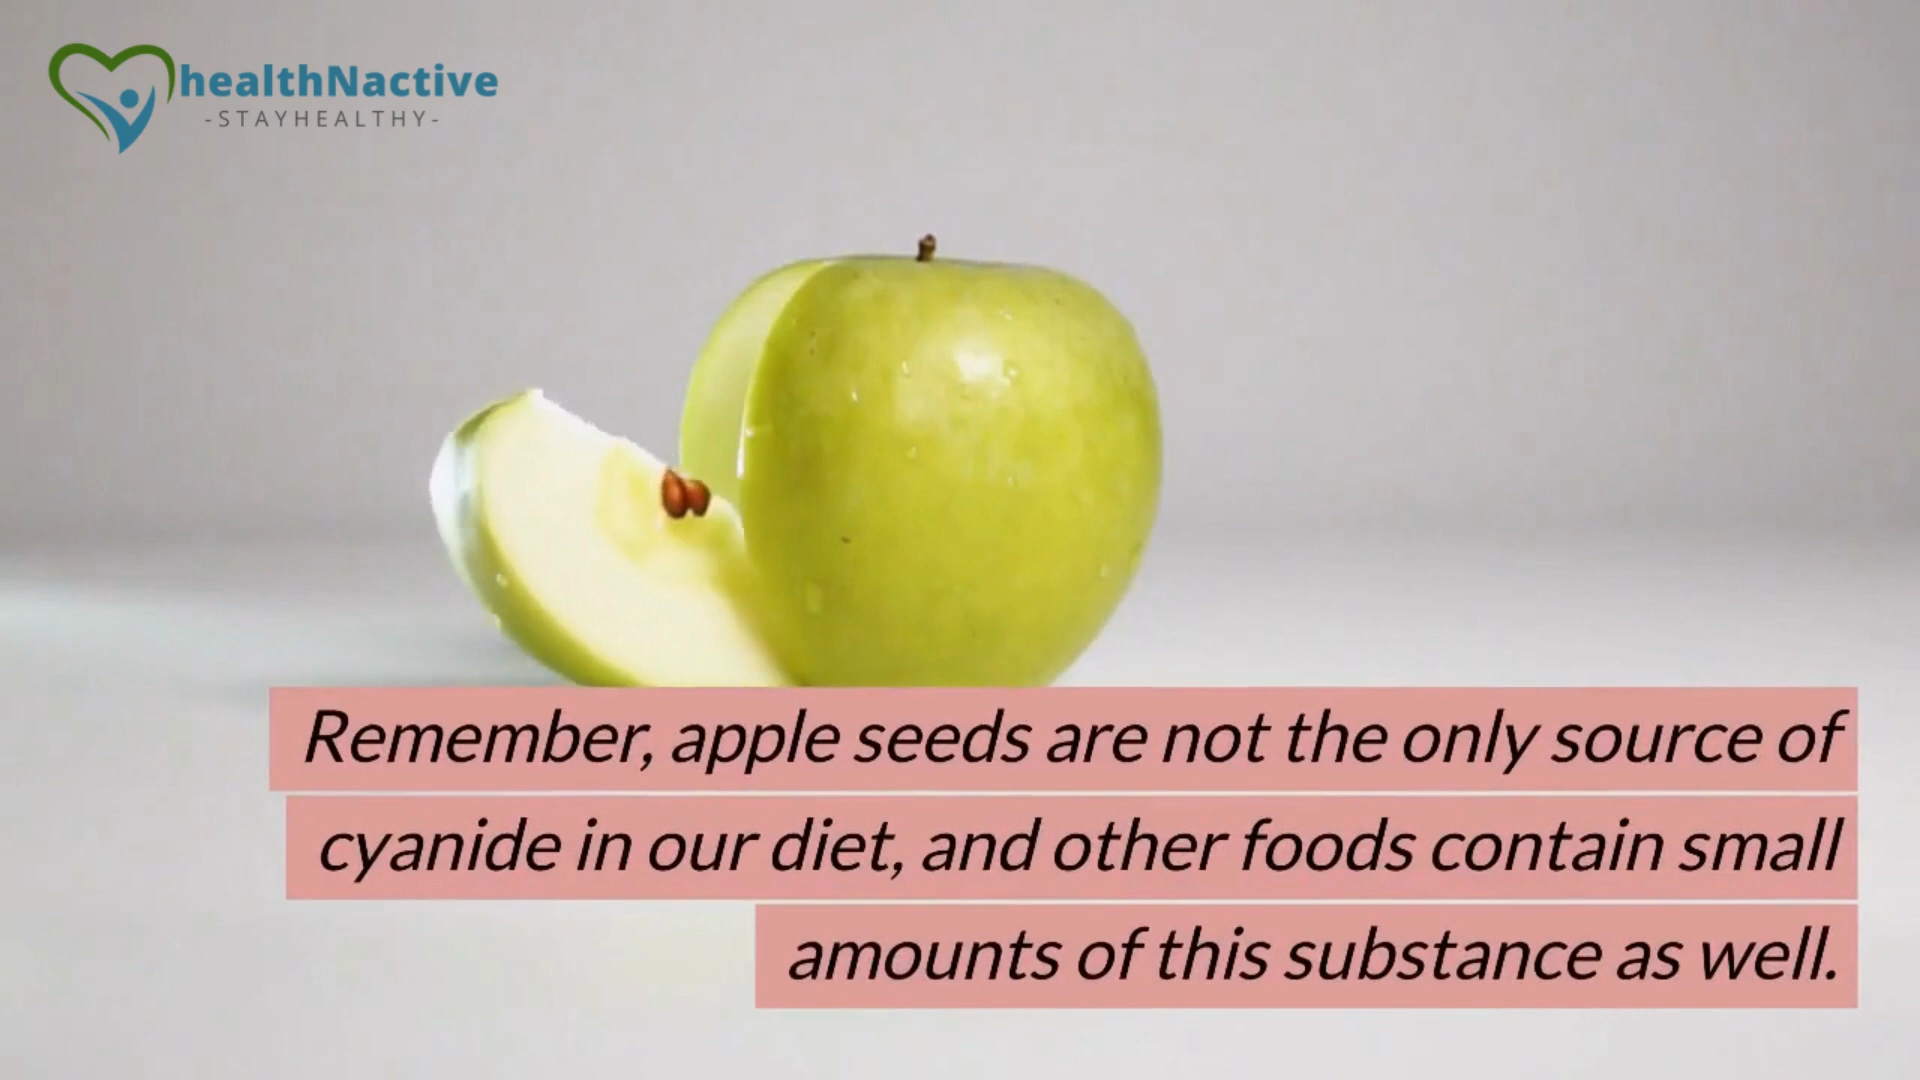 healthNactive
-STAYHEALTHY-
Remember, apple seeds are not the only source of
cyanide in our diet, and other foods contain small
amounts of this substance as well.